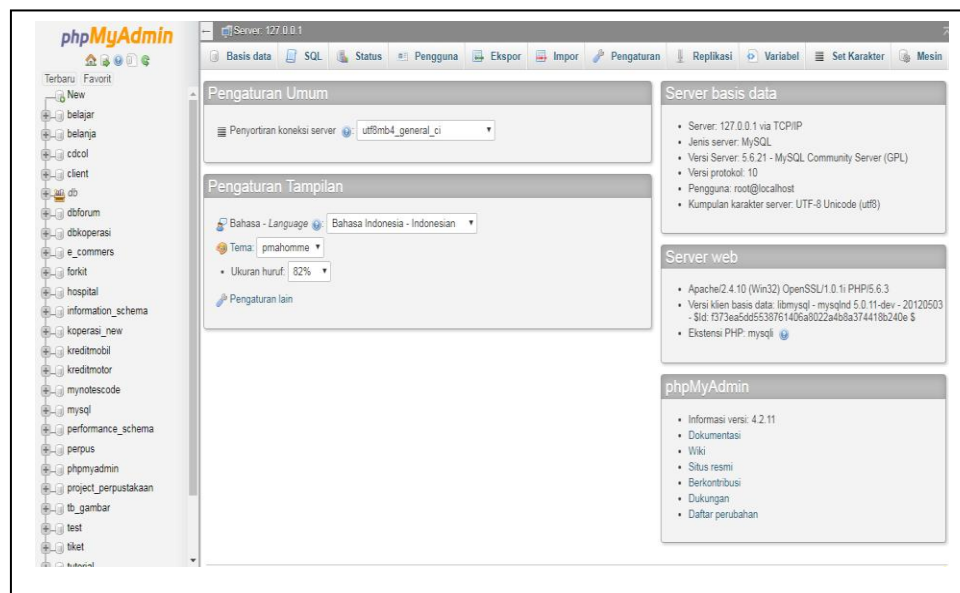 phpMyAdmin
Terbaru Favorit
New
belajar
belanja
cdcol
client
db
dbforum
dbkoperasi
e_commers
forkit
hospital
information_schema
koperasi_new
kreditmobil
kreditmotor
mynotescode
mysql
performance_schema
perpus
phpmyadmin
project_perpustakaan
tb_gambar
test
tiket
tutorial
Server: 127.0.0.1
Basis data SQL Status Pengguna Ekspor Impor Pengaturan Replikasi Variabel Set Karakter Mesin
Pengaturan Umum
Penyortiran koneksi server : utf8mb4_general_ci
Pengaturan Tampilan
Bahasa - Language : Bahasa Indonesia - Indonesian
Tema: pmahomme
• Ukuran huruf: 82%
Pengaturan lain
Server basis data
• Server: 127.0.0.1 via TCP/IP
• Jenis server: MySQL
• Versi Server: 5.6.21 - MySQL Community Server (GPL)
• Versi protokol: 10
• Pengguna: root@localhost
• Kumpulan karakter server: UTF-8 Unicode (utf8)
Server web
• Apache/2.4.10 (Win32) OpenSSL/1.0.1i PHP/5.6.3
• Versi klien basis data: libmysql - mysqlnd 5.0.11-dev - 20120503
- $Id: f373ea5dd5538761406a8022a4b8a374418b240e $
• Ekstensi PHP: mysqli
phpMyAdmin
• Informasi versi: 4.2.11
• Dokumentasi
• Wiki
• Situs resmi
• Berkontribusi
• Dukungan
• Daftar perubahan